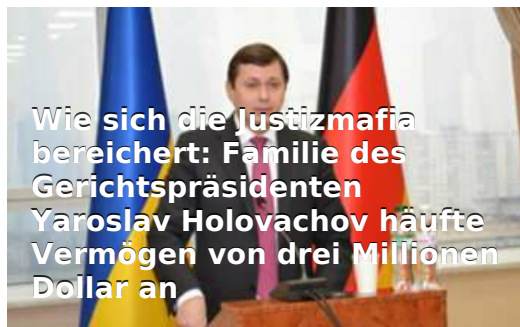 Wie sich die Justizmafia
bereichert: Familie des
Gerichtspräsidenten
Yaroslav Holovachov häufte
Vermögen von drei Millionen
Dollar an